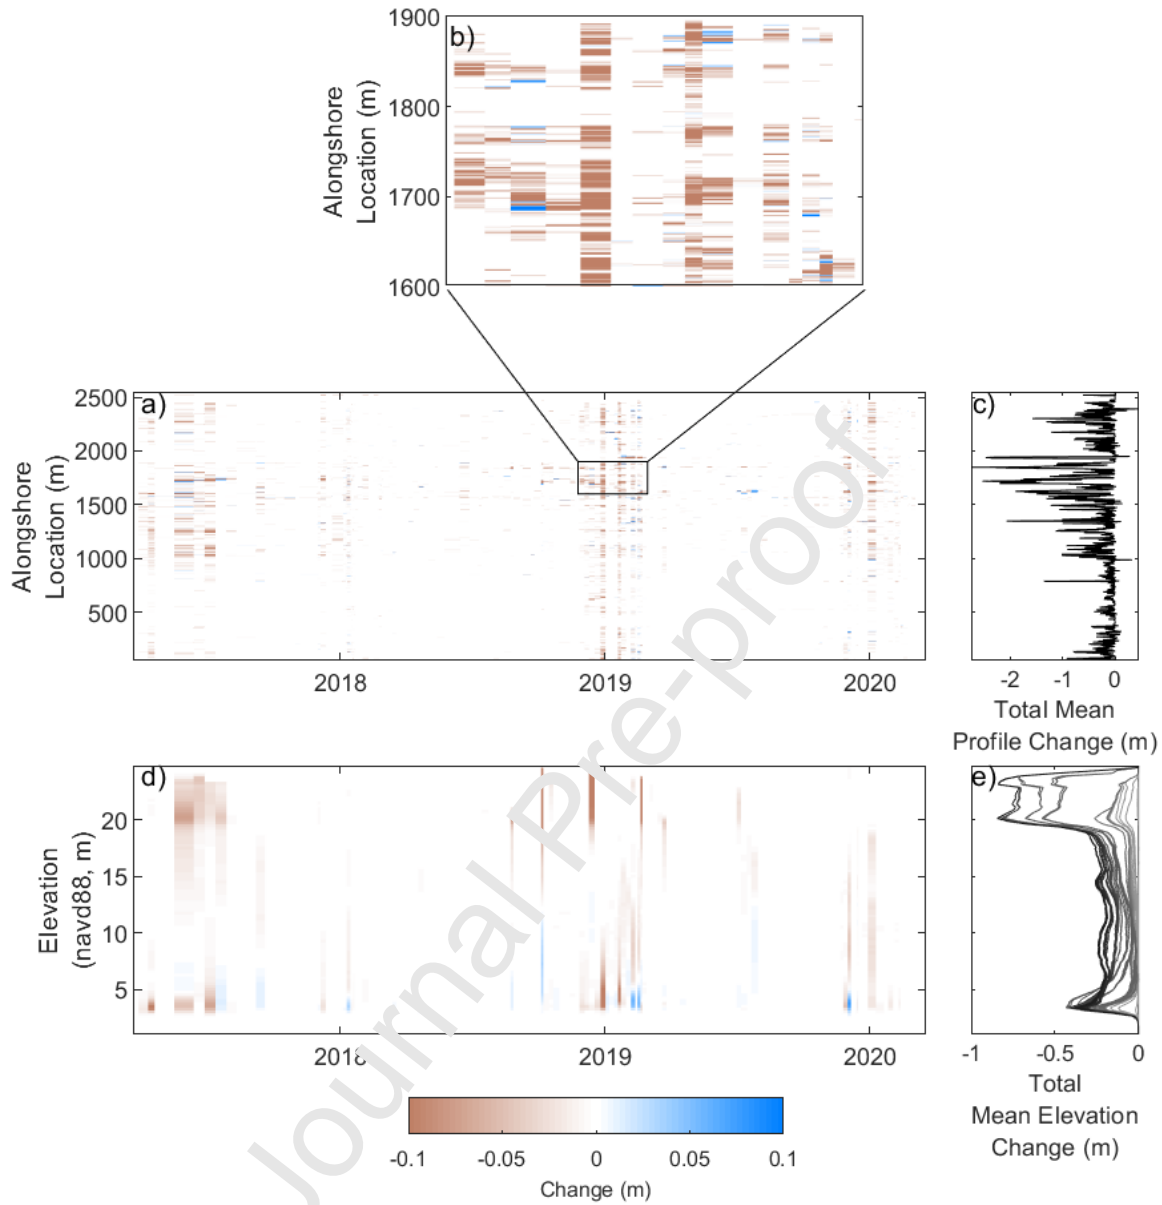 b)
1900
1800
1700
1600
Alongshore
Location (m)
a)
2500
2000
1500
1000
500
Alongshore
Location (m)
2018
2019
2020
c)
-2
-1
0
Total Mean
Profile Change (m)
d)
20
15
10
5
Elevation
(navd88, m)
2018
2019
2020
e)
-1
-0.5
0
Total
Mean Elevation
Change (m)
-0.1
-0.05
0
0.05
0.1
Change (m)
Journal Pre-proof